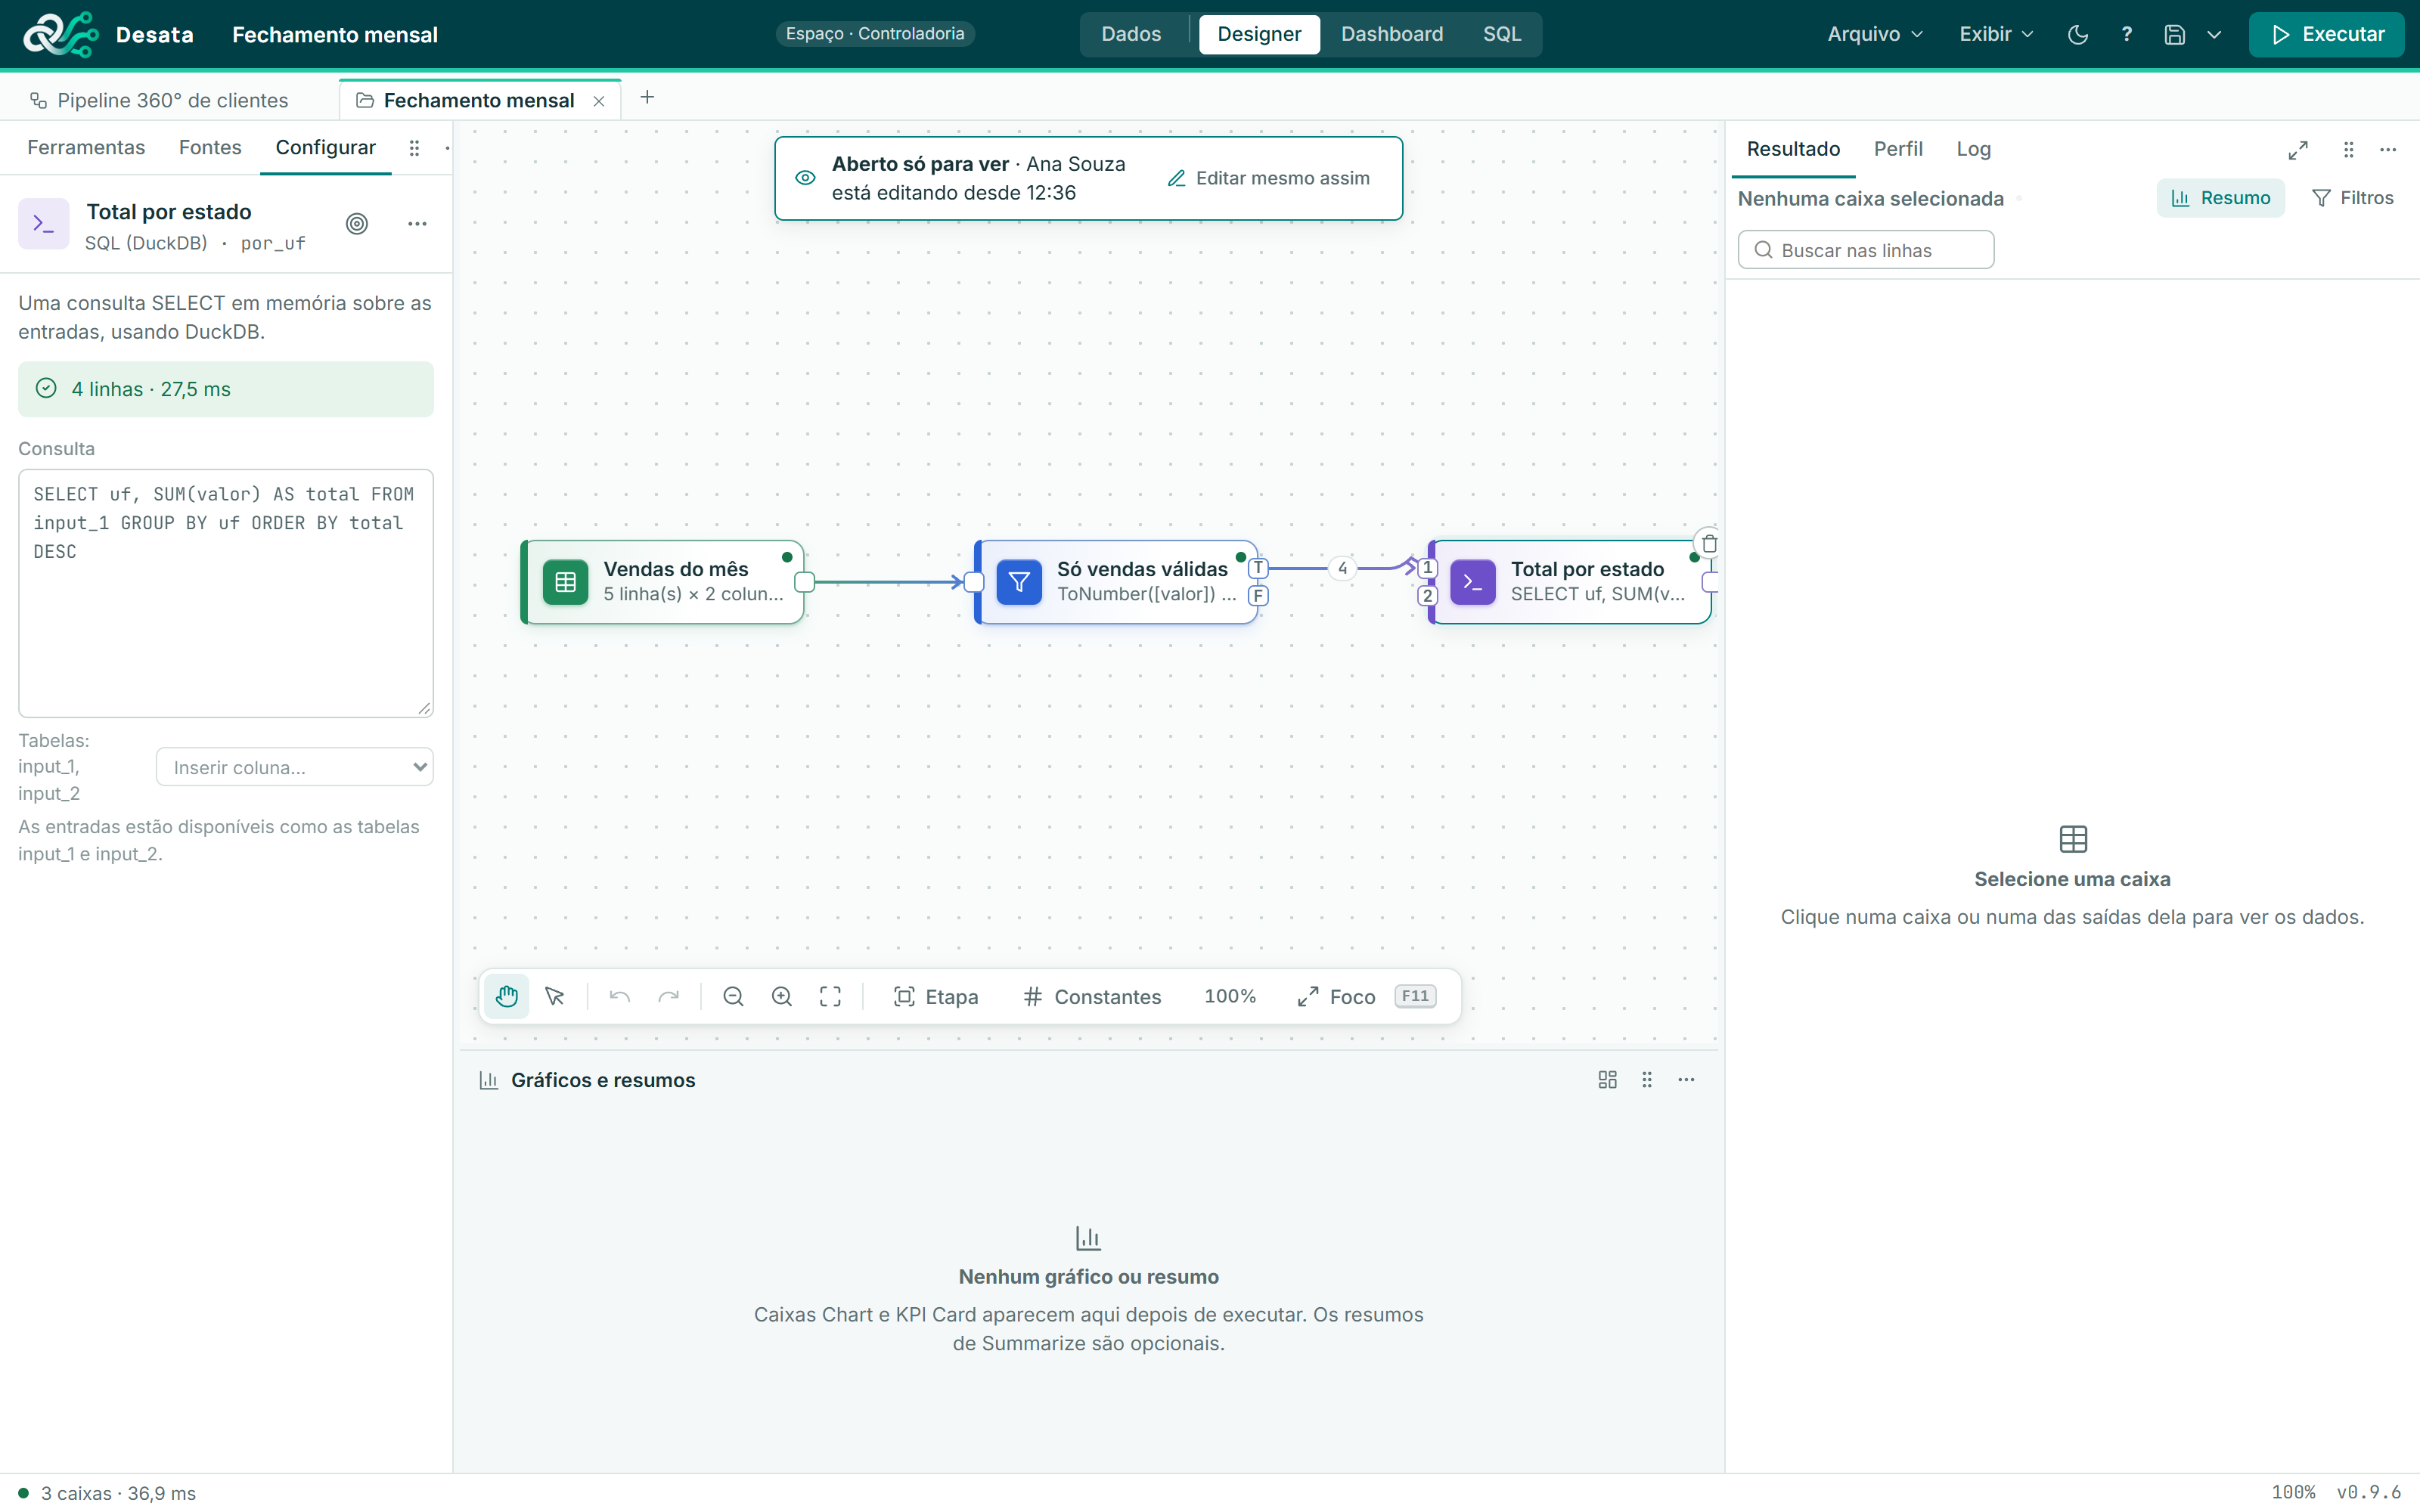 Desata
Fechamento mensal
Espaço · Controladoria
Dados
Designer
Dashboard
SQL
Arquivo
Exibir
?
Executar
Pipeline 360° de clientes
Fechamento mensal
Ferramentas
Fontes
Configurar
Total por estado
SQL (DuckDB) · por_uf
Uma consulta SELECT em memória sobre as
entradas, usando DuckDB.
4 linhas · 27,5 ms
Consulta
SELECT uf, SUM(valor) AS total FROM
input_1 GROUP BY uf ORDER BY total
DESC
Tabelas:
input_1,
input_2
Inserir coluna...
As entradas estão disponíveis como as tabelas
input_1 e input_2.
Aberto só para ver · Ana Souza
está editando desde 12:36
Editar mesmo assim
Vendas do mês
5 linha(s) × 2 colun...
Só vendas válidas
ToNumber([valor]) ...
T
F
4
1
2
Total por estado
SELECT uf, SUM(v...
Etapa
Constantes
100%
Foco
F11
Gráficos e resumos
Nenhum gráfico ou resumo
Caixas Chart e KPI Card aparecem aqui depois de executar. Os resumos
de Summarize são opcionais.
Resultado
Perfil
Log
Nenhuma caixa selecionada
Resumo
Filtros
Buscar nas linhas
Selecione uma caixa
Clique numa caixa ou numa das saídas dela para ver os dados.
3 caixas · 36,9 ms
100%
v0.9.6